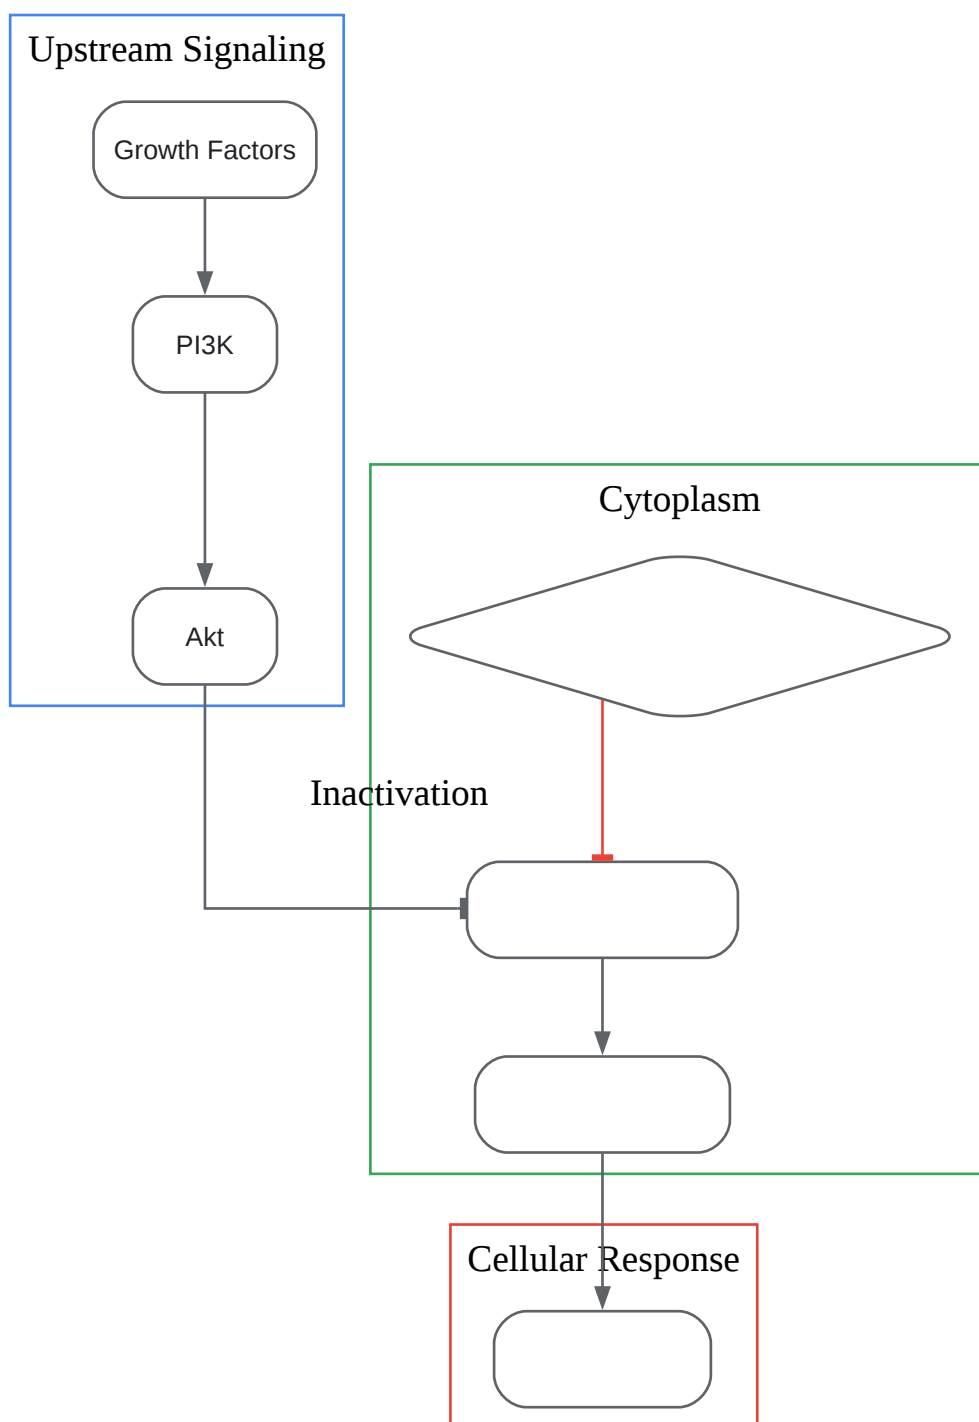 Upstream Signaling
Growth Factors
PI3K
Akt
Cytoplasm
Inactivation
Cellular Response